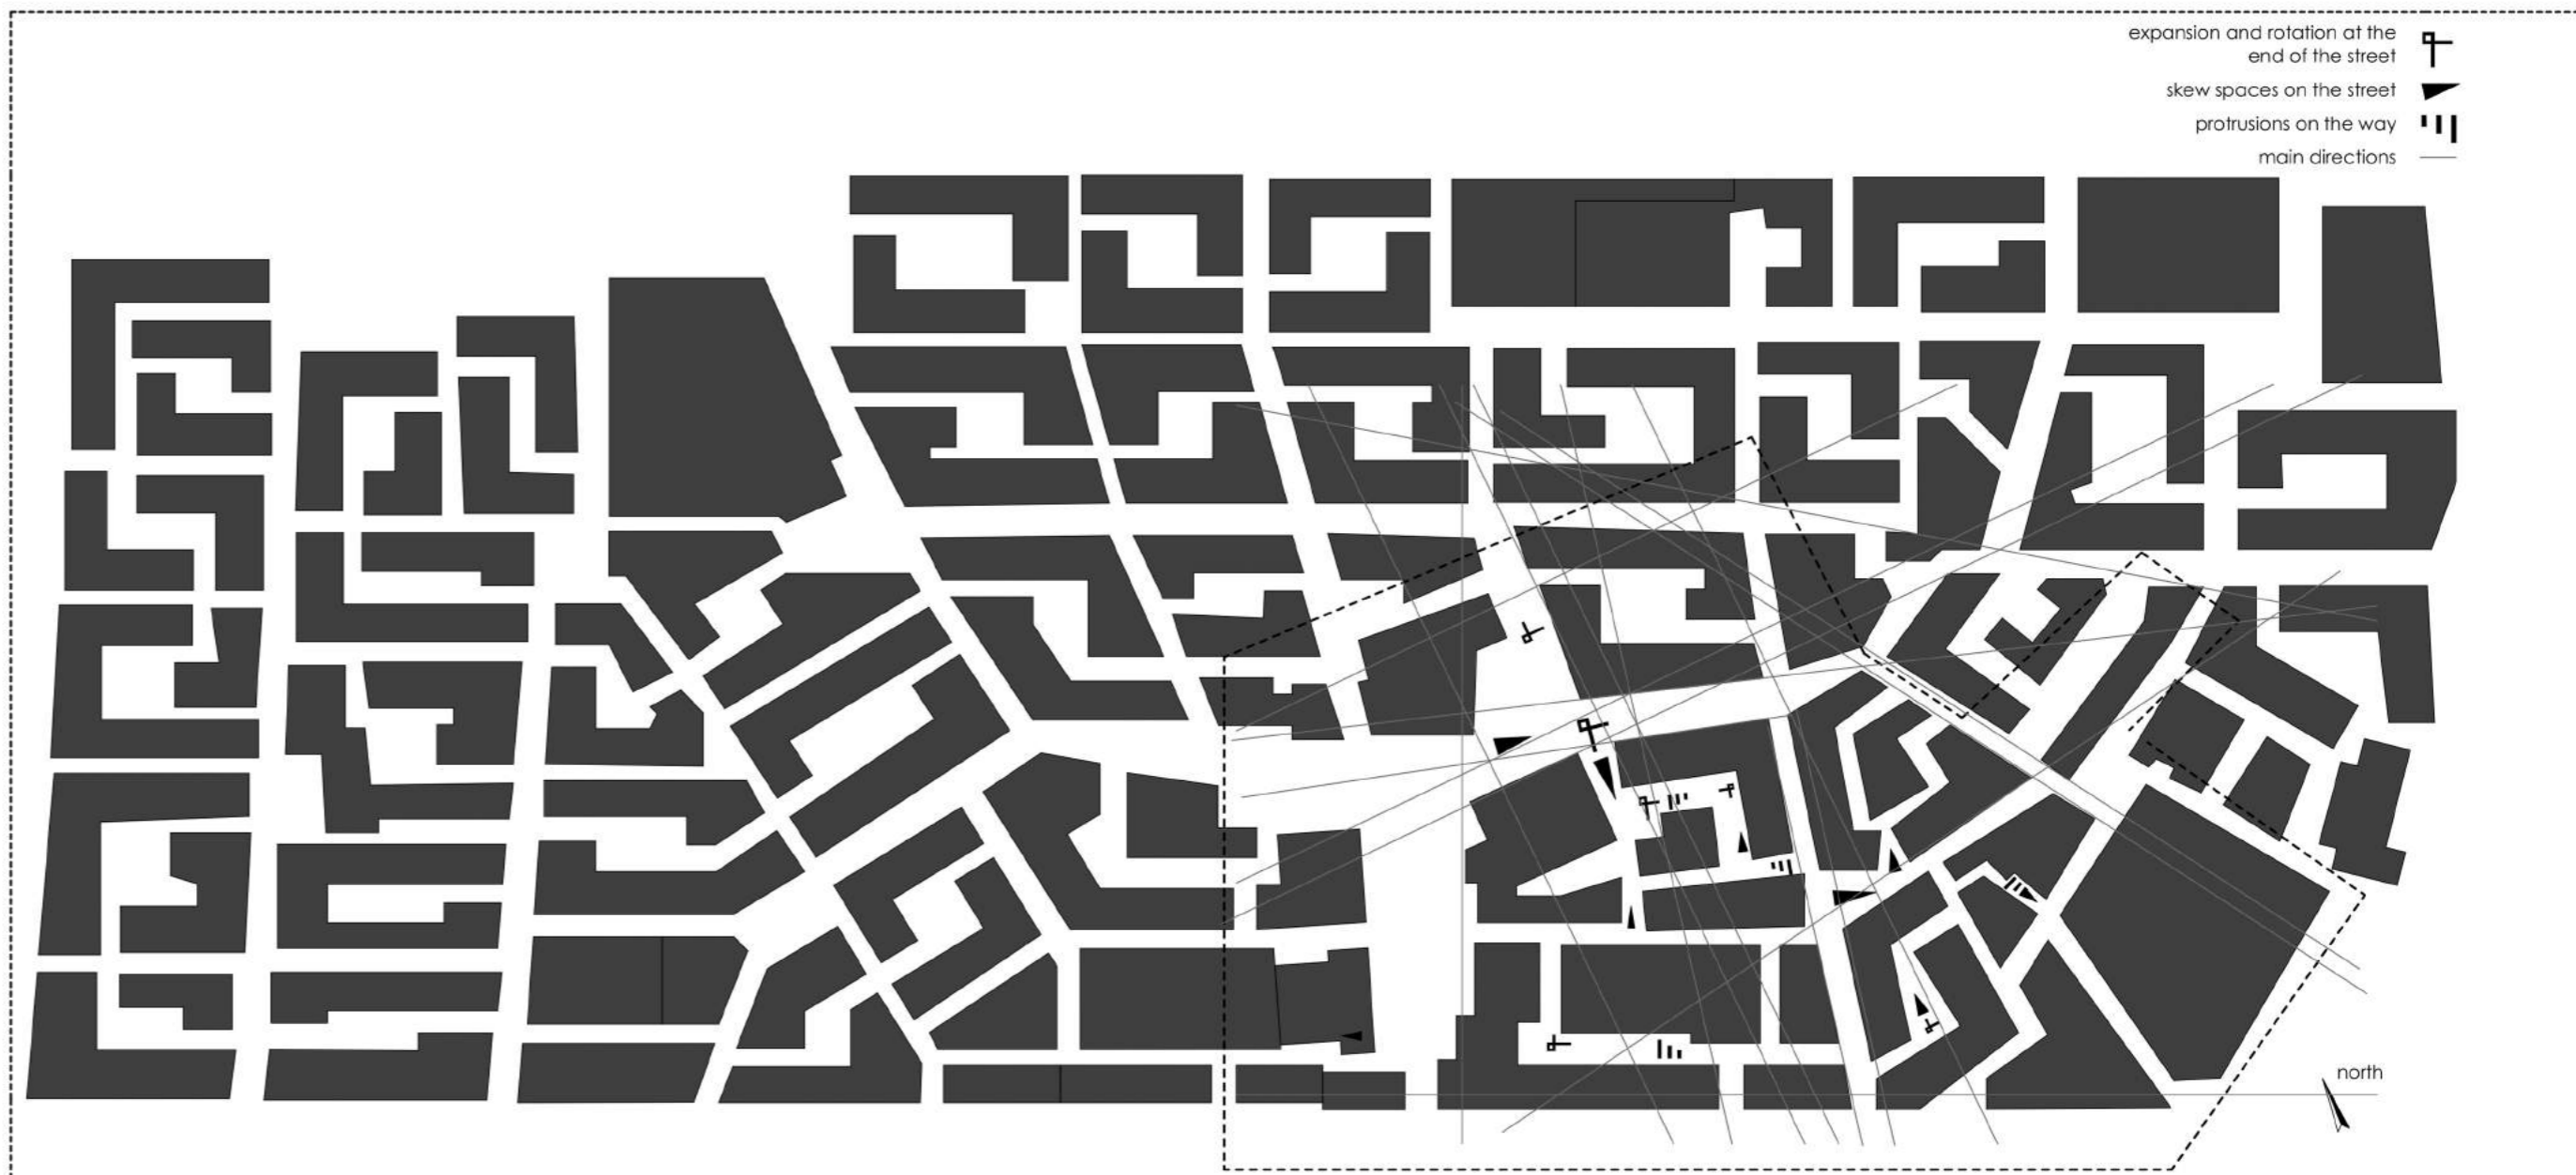 expansion and rotation at the
end of the street
skew spaces on the street
protrusions on the way
main directions
north